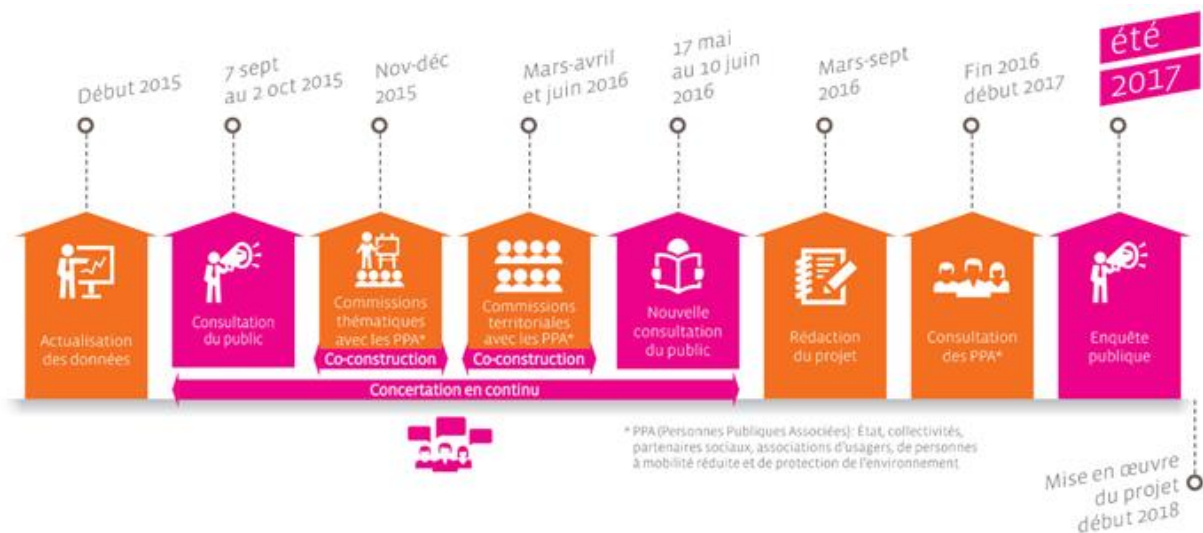 Début 2015
7 sept
au 2 oct 2015
Nov-déc
2015
Mars-avril
et juin 2016
17 mai
au 10 juin
2016
Mars-sept
2016
Fin 2016
début 2017
été
2017
Actualisation
des données
Consultation
du public
Commissions
thématiques
avec les PPA*
Co-construction
Commissions
territoriales
avec les PPA*
Co-construction
Nouvelle
consultation
du public
Rédaction
du projet
Consultation
des PPA*
Enquête
publique
Concertation en continu
* PPA (Personnes Publiques Associées): État, collectivités,
partenaires sociaux, associations d'usagers, de personnes
à mobilité réduite et de protection de l'environnement
Mise en œuvre
du projet
début 2018